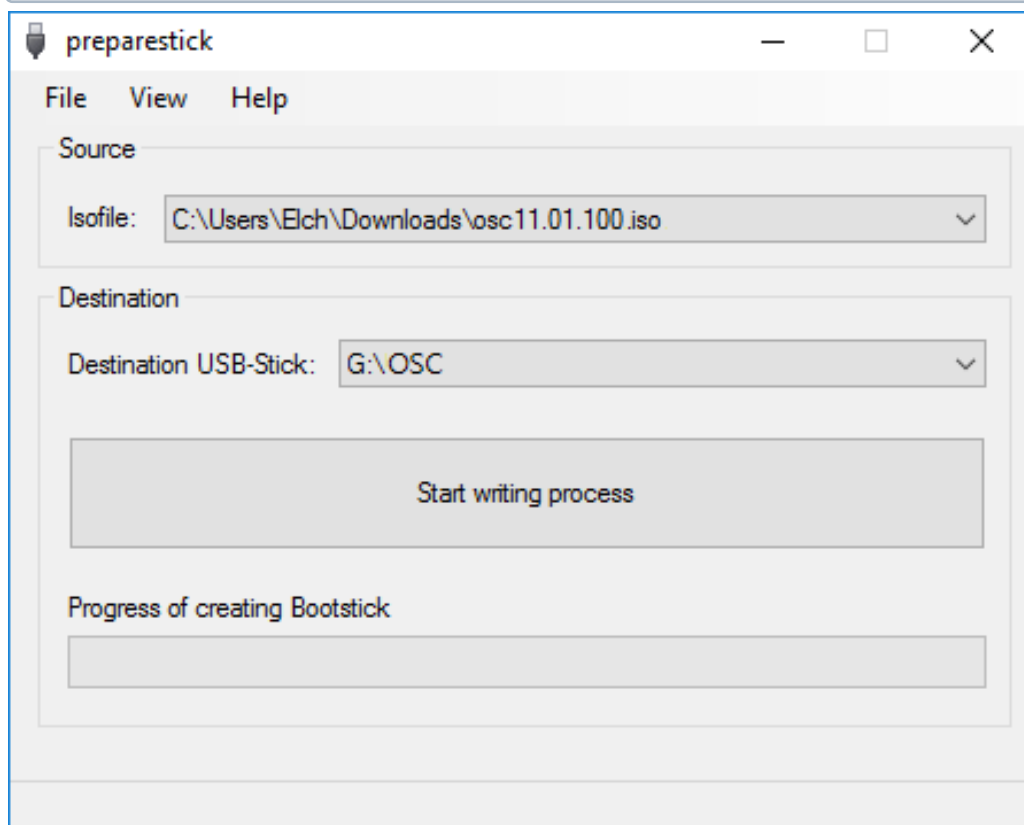 preparestick
File View Help
Source
Isofile: C:\Users\Elch\Downloads\osc11.01.100.iso
Destination
Destination USB-Stick: G:\OSC
Start writing process
Progress of creating Bootstick